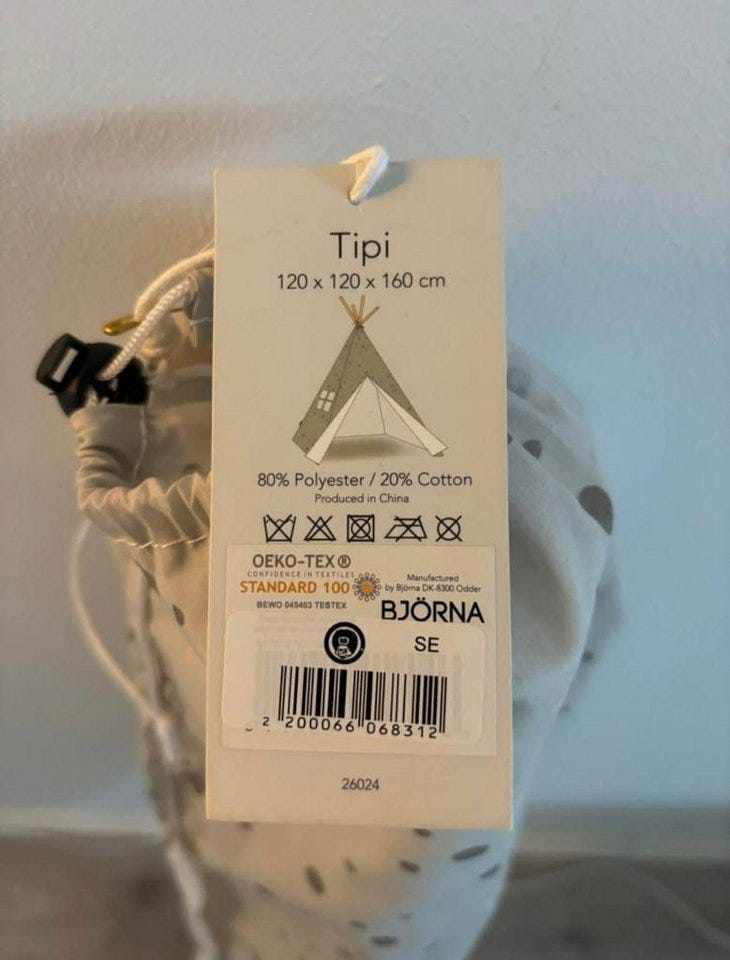 Tipi
120 x 120 x 160 cm
80% Polyester / 20% Cotton
Produced in China
OEKO-TEX®
CONFIDENCE IN TEXTILES
STANDARD 100
BEWO 045403 TESTEX
Manufactured
by Björna DK-8300 Odder
BJÖRNA
SE
2 200066 068312
26024